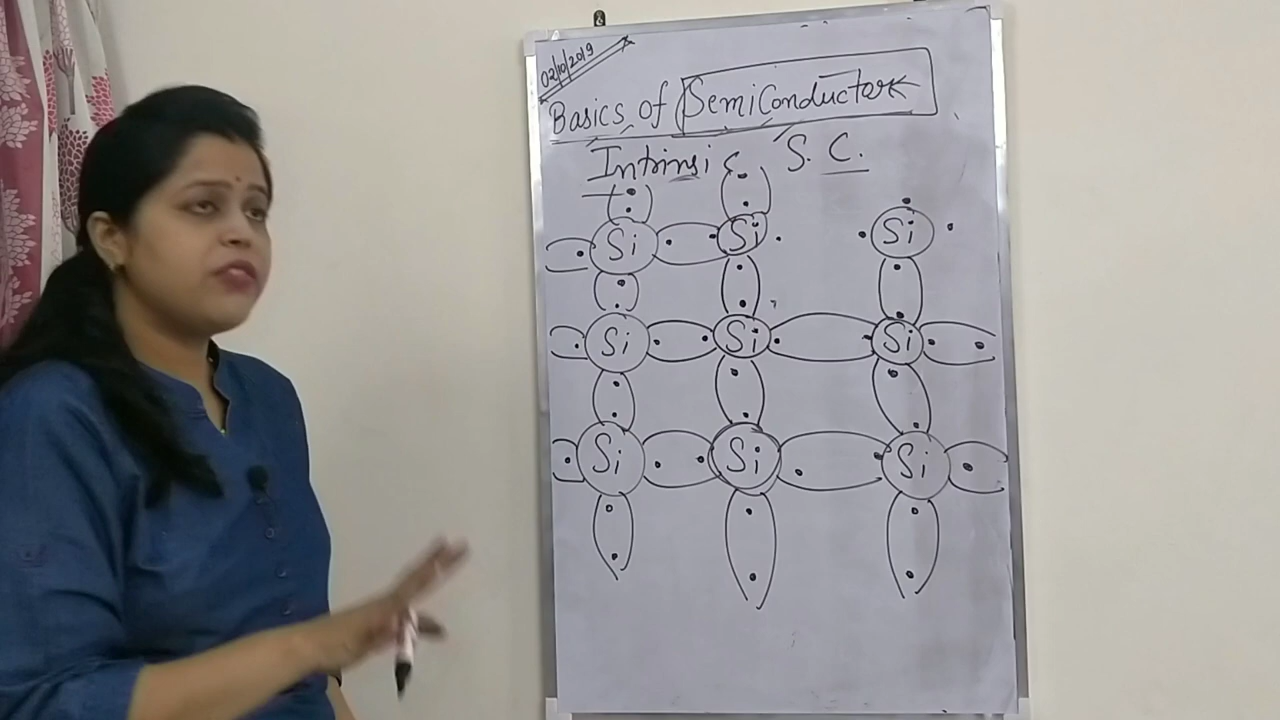 02/10/2019
Basics of SemiConductor
Intrinsic S.C.
Si Si Si
Si Si Si
Si Si Si